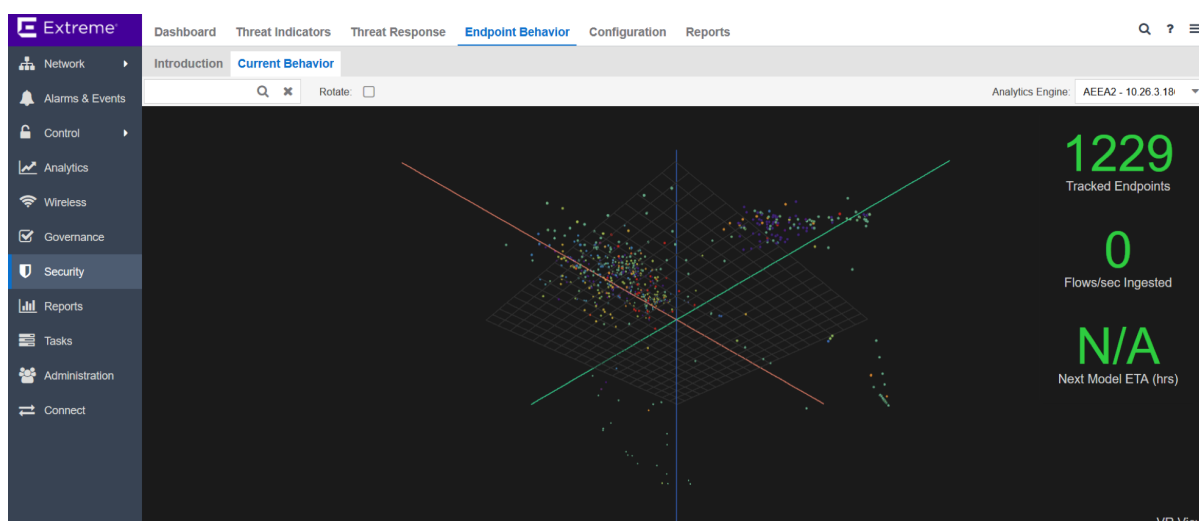 Extreme
Dashboard Threat Indicators Threat Response Endpoint Behavior Configuration Reports
?
Network
Introduction Current Behavior
Alarms & Events
Rotate:
Analytics Engine: AEEA2 - 10.26.3.18
Control
1229
Tracked Endpoints
Analytics
Wireless
Governance
0
Flows/sec Ingested
Security
Reports
Tasks
N/A
Next Model ETA (hrs)
Administration
Connect